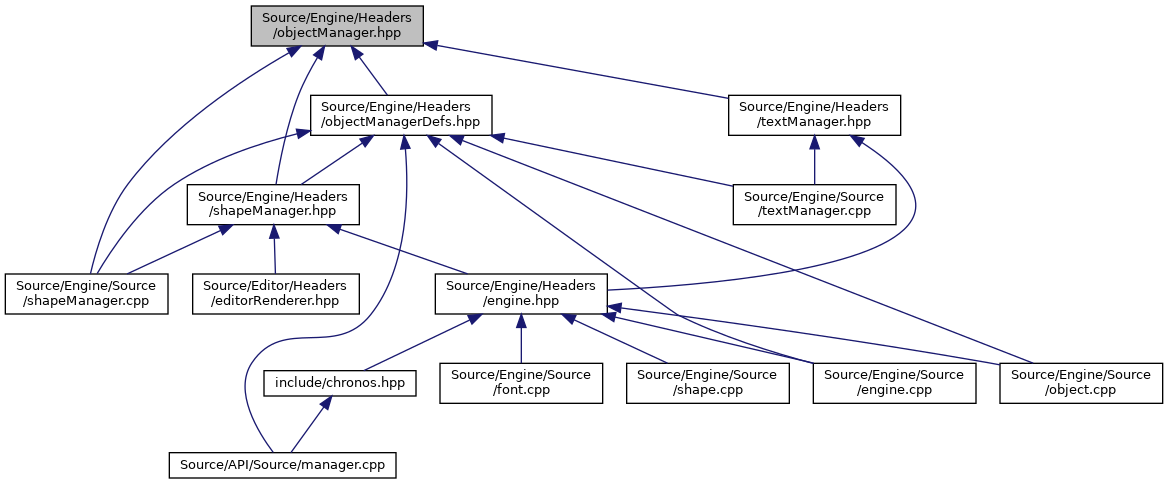 Source/Engine/Headers
/objectManager.hpp
Source/Engine/Headers
/objectManagerDefs.hpp
Source/Engine/Headers
/textManager.hpp
Source/Engine/Headers
/shapeManager.hpp
Source/Engine/Source
/textManager.cpp
Source/Engine/Source
/shapeManager.cpp
Source/Editor/Headers
/editorRenderer.hpp
Source/Engine/Headers
/engine.hpp
include/chronos.hpp
Source/Engine/Source
/font.cpp
Source/Engine/Source
/shape.cpp
Source/Engine/Source
/engine.cpp
Source/Engine/Source
/object.cpp
Source/API/Source/manager.cpp